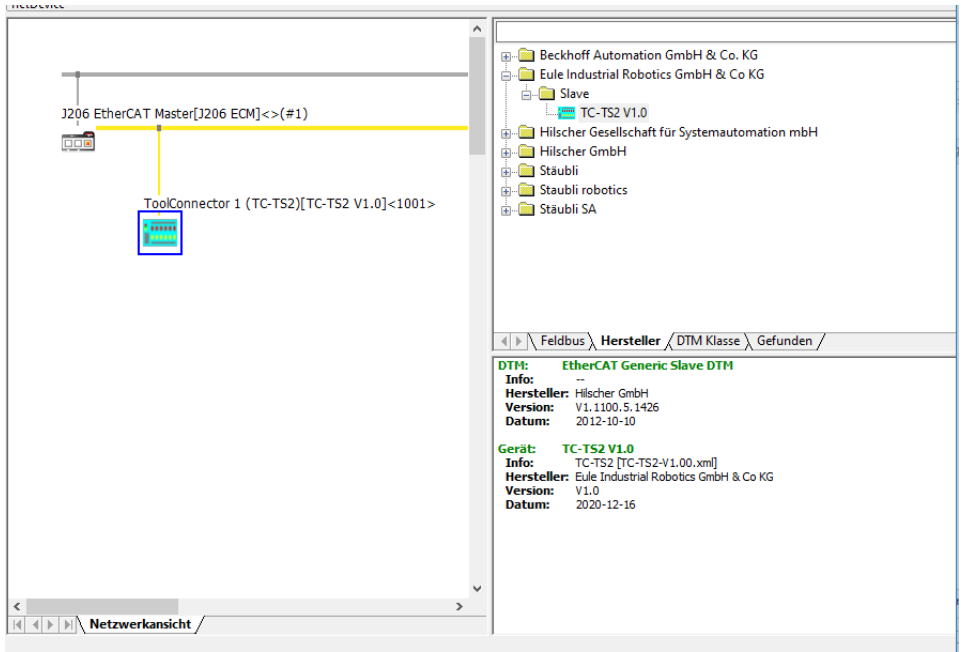 netDevice
J206 EtherCAT Master[J206 ECM]<>(#1)
ToolConnector 1 (TC-TS2)[TC-TS2 V1.0]<1001>
Netzwerkansicht
Beckhoff Automation GmbH & Co. KG
Eule Industrial Robotics GmbH & Co KG
Slave
TC-TS2 V1.0
Hilscher Gesellschaft für Systemautomation mbH
Hilscher GmbH
Stäubli
Staubli robotics
Stäubli SA
Feldbus Hersteller DTM Klasse Gefunden
DTM: EtherCAT Generic Slave DTM
Info: --
Hersteller: Hilscher GmbH
Version: V1.1100.5.1426
Datum: 2012-10-10
Gerät: TC-TS2 V1.0
Info: TC-TS2 [TC-TS2-V1.00.xml]
Hersteller: Eule Industrial Robotics GmbH & Co KG
Version: V1.0
Datum: 2020-12-16